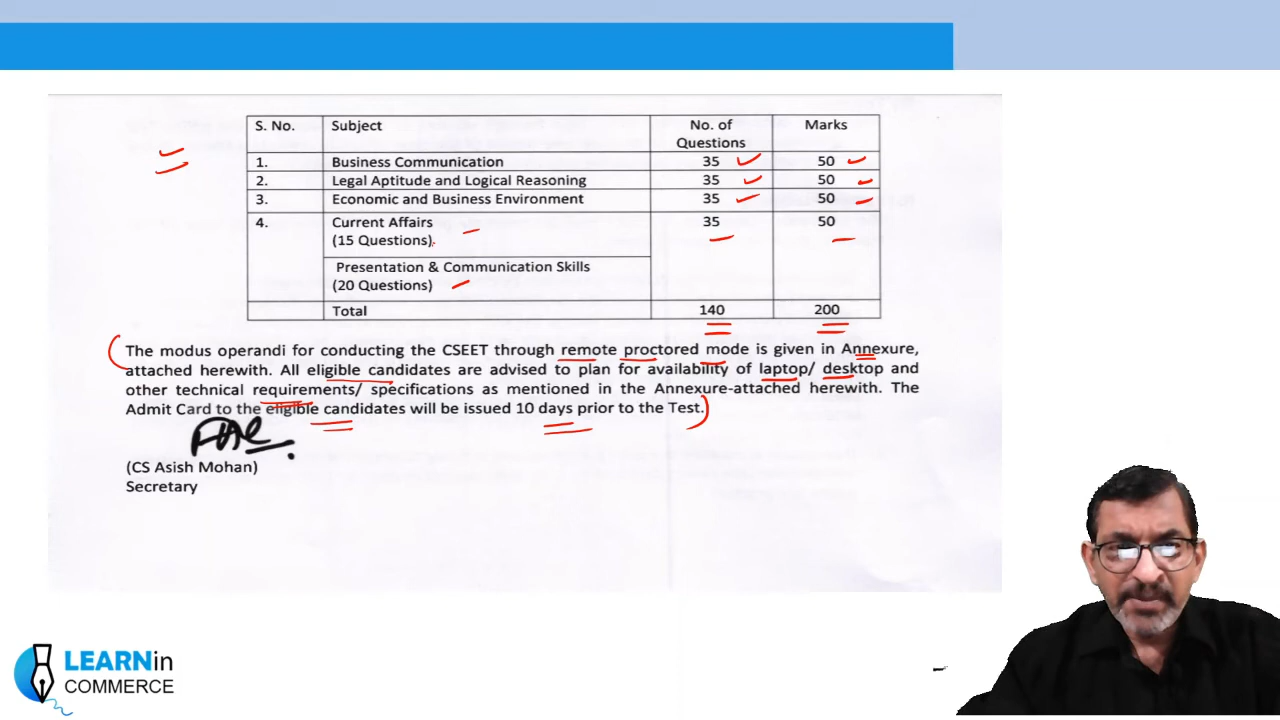 S. No. Subject No. of Questions Marks
1. Business Communication 35 50
2. Legal Aptitude and Logical Reasoning 35 50
3. Economic and Business Environment 35 50
4. Current Affairs 35 50
(15 Questions)
Presentation & Communication Skills
(20 Questions)
Total 140 200
The modus operandi for conducting the CSEET through remote proctored mode is given in Annexure,
attached herewith. All eligible candidates are advised to plan for availability of laptop/ desktop and
other technical requirements/ specifications as mentioned in the Annexure-attached herewith. The
Admit Card to the eligible candidates will be issued 10 days prior to the Test.
(CS Asish Mohan)
Secretary
LEARNin
COMMERCE